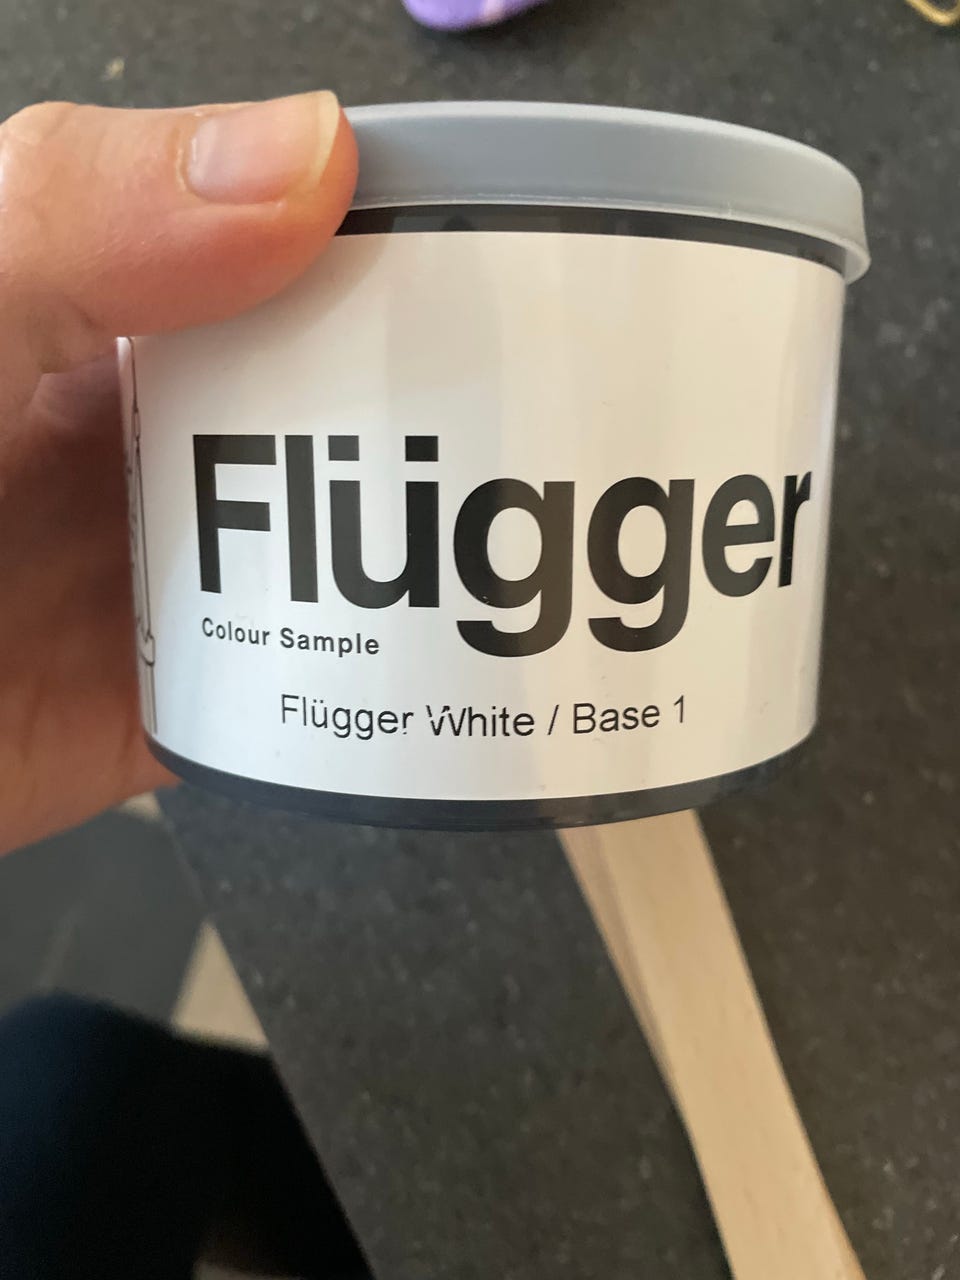 Flügger
Colour Sample
Flügger White / Base 1